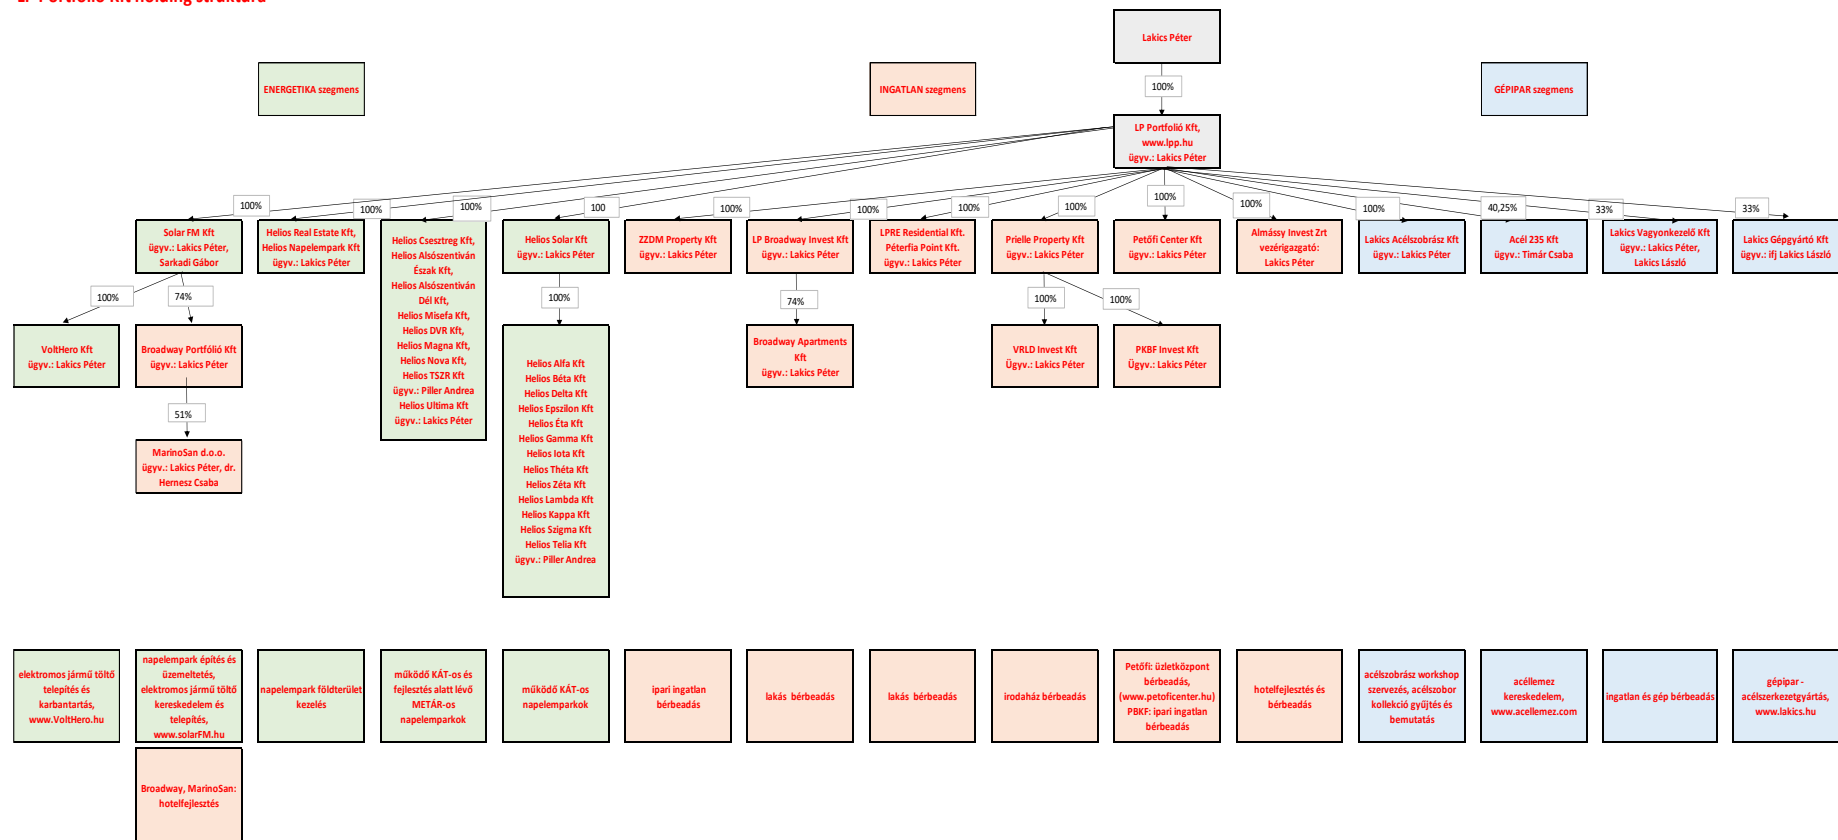 LP Portfolió Kft holding struktúra
Lakics Péter
ENERGETIKA szegmens
INGATLAN szegmens
GÉPIPAR szegmens
100%
LP Portfolió Kft,
www.lpp.hu
ügyv.: Lakics Péter
100%
100%
100%
100
100%
100%
100%
100%
100%
100%
100%
40,25%
33%
33%
Solar FM Kft
ügyv.: Lakics Péter,
Sarkadi Gábor
Helios Real Estate Kft,
Helios Napelempark Kft
ügyv.: Lakics Péter
Helios Csesztreg Kft,
Helios Alsószentiván
Észak Kft,
Helios Alsószentiván
Dél Kft,
Helios Misefa Kft,
Helios DVR Kft,
Helios Magna Kft,
Helios Nova Kft,
Helios TSZR Kft
ügyv.: Piller Andrea
Helios Ultima Kft
ügyv.: Lakics Péter
Helios Solar Kft
ügyv.: Lakics Péter
ZZDM Property Kft
ügyv.: Lakics Péter
LP Broadway Invest Kft
ügyv.: Lakics Péter
LPRE Residential Kft.
Péterfia Point Kft.
ügyv.: Lakics Péter
Prielle Property Kft
ügyv.: Lakics Péter
Petőfi Center Kft
ügyv.: Lakics Péter
Almássy Invest Zrt
vezérigazgató:
Lakics Péter
Lakics Acélszobrász Kft
ügyv.: Lakics Péter
Acél 235 Kft
ügyv.: Timár Csaba
Lakics Vagyonkezelő Kft
ügyv.: Lakics Péter,
Lakics László
Lakics Gépgyártó Kft
ügyv.: ifj Lakics László
100%
74%
100%
74%
100%
100%
VoltHero Kft
ügyv.: Lakics Péter
Broadway Portfólió Kft
ügyv.: Lakics Péter
Helios Alfa Kft
Helios Béta Kft
Helios Delta Kft
Helios Epszilon Kft
Helios Éta Kft
Helios Gamma Kft
Helios Iota Kft
Helios Théta Kft
Helios Zéta Kft
Helios Lambda Kft
Helios Kappa Kft
Helios Szigma Kft
Helios Telia Kft
ügyv.: Piller Andrea
Broadway Apartments
Kft
ügyv.: Lakics Péter
VRLD Invest Kft
Ügyv.: Lakics Péter
PKBF Invest Kft
Ügyv.: Lakics Péter
51%
MarinoSan d.o.o.
ügyv.: Lakics Péter, dr.
Hernesz Csaba
elektromos jármű töltő
telepítés és
karbantartás,
www.VoltHero.hu
napelempark építés és
üzemeltetés,
elektromos jármű töltő
kereskedelem és
telepítés,
www.solarFM.hu
napelempark földterület
kezelés
működő KÁT-os és
fejlesztés alatt lévő
METÁR-os
napelemparkok
működő KÁT-os
napelemparkok
ipari ingatlan
bérbeadás
lakás bérbeadás
lakás bérbeadás
irodaház bérbeadás
Petőfi: üzletközpont
bérbeadás,
(www.petoficenter.hu)
PBKF: ipari ingatlan
bérbeadás
hotelfejlesztés és
bérbeadás
acélszobrász workshop
szervezés, acélszobor
kollekció gyűjtés és
bemutatás
acéllemez
kereskedelem,
www.acellemez.com
ingatlan és gép bérbeadás
gépipar -
acélszerkezetgyártás,
www.lakics.hu
Broadway, MarinoSan:
hotelfejlesztés